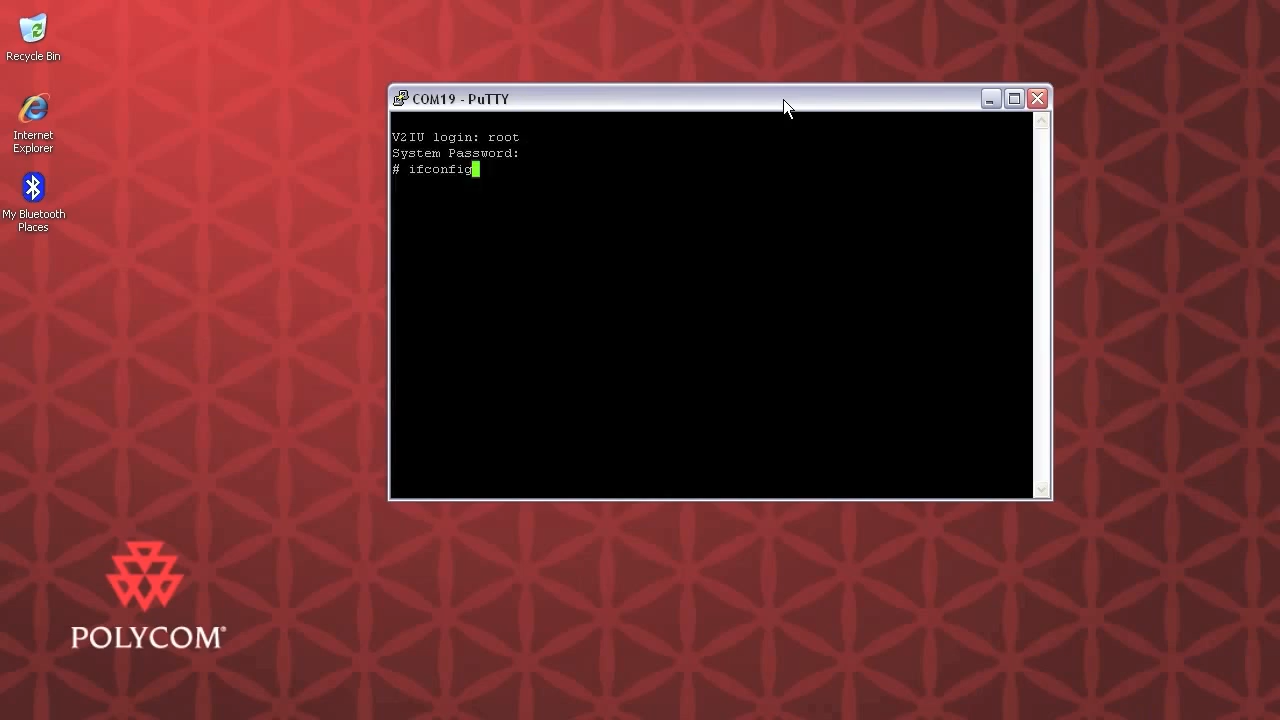 Recycle Bin
Internet
Explorer
My Bluetooth
Places
COM19 - PuTTY
V2IU login: root
System Password:
# ifconfig
POLYCOM®